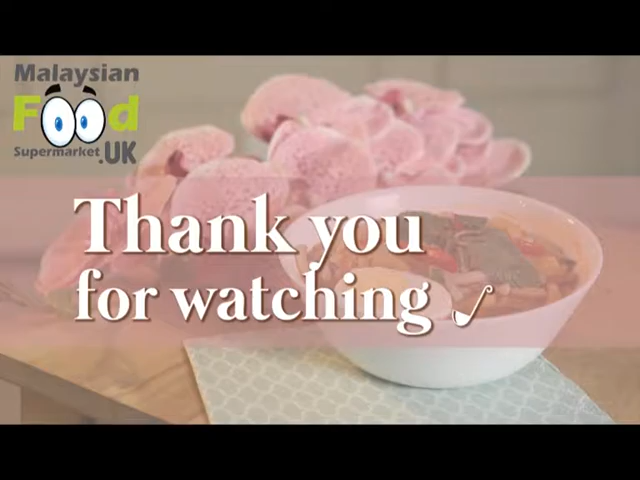 Malaysian
Food
Supermarket.UK
Thank you
for watching